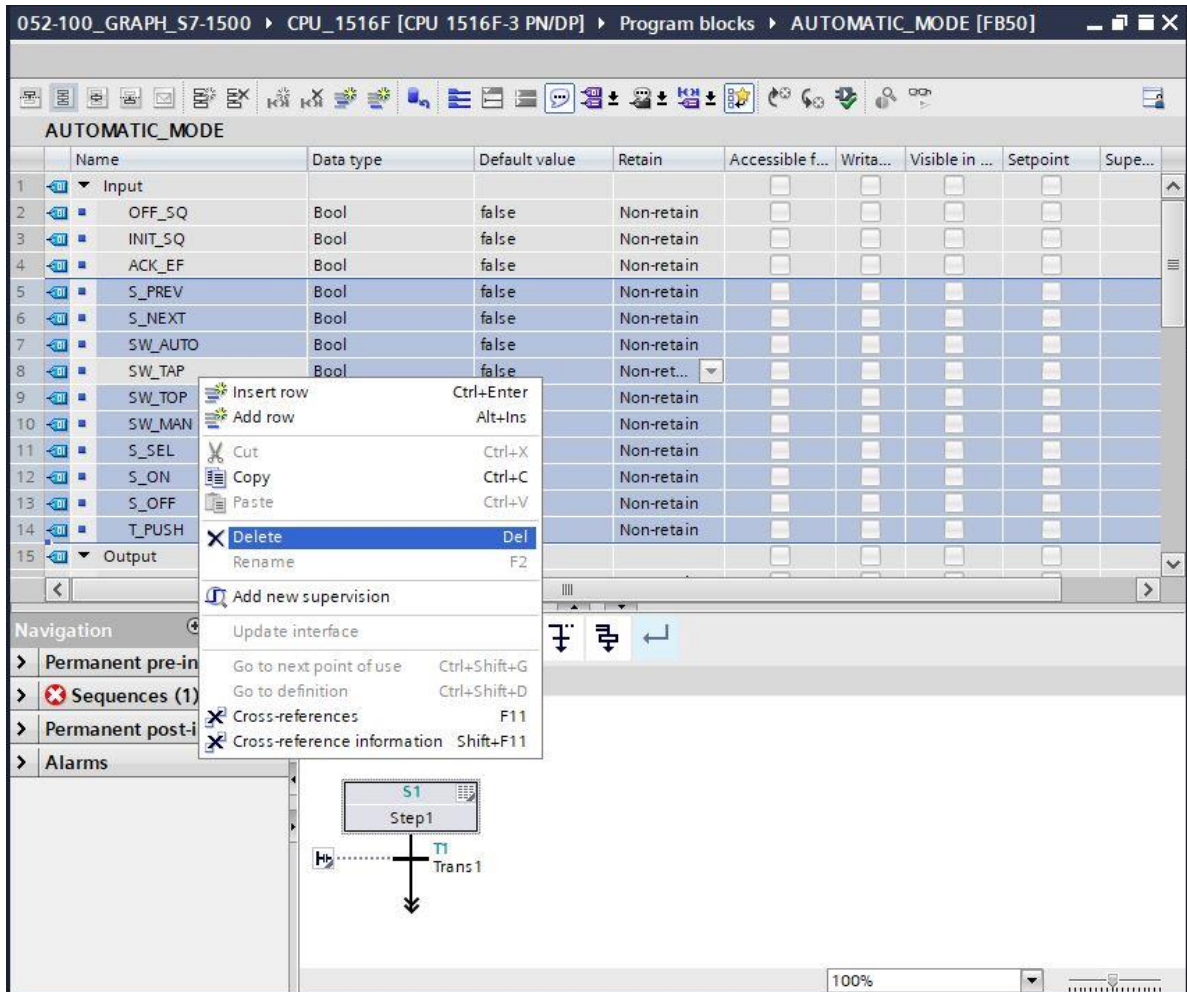 052-100_GRAPH_S7-1500 ▸ CPU_1516F [CPU 1516F-3 PN/DP] ▸ Program blocks ▸ AUTOMATIC_MODE [FB50]
AUTOMATIC_MODE
Name Data type Default value Retain Accessible f... Writa... Visible in ... Setpoint Supe...
1 Input
2 OFF_SQ Bool false Non-retain
3 INIT_SQ Bool false Non-retain
4 ACK_EF Bool false Non-retain
5 S_PREV Bool false Non-retain
6 S_NEXT Bool false Non-retain
7 SW_AUTO Bool false Non-retain
8 SW_TAP Bool false Non-ret...
9 SW_TOP Non-retain
10 SW_MAN Non-retain
11 S_SEL Non-retain
12 S_ON Non-retain
13 S_OFF Non-retain
14 T_PUSH Non-retain
15 Output
Insert row Ctrl+Enter
Add row Alt+Ins
Cut Ctrl+X
Copy Ctrl+C
Paste Ctrl+V
Delete Del
Rename F2
Add new supervision
Update interface
Go to next point of use Ctrl+Shift+G
Go to definition Ctrl+Shift+D
Cross-references F11
Cross-reference information Shift+F11
Navigation
Permanent pre-in
Sequences (1)
Permanent post-i
Alarms
S1
Step1
T1
Trans1
100%